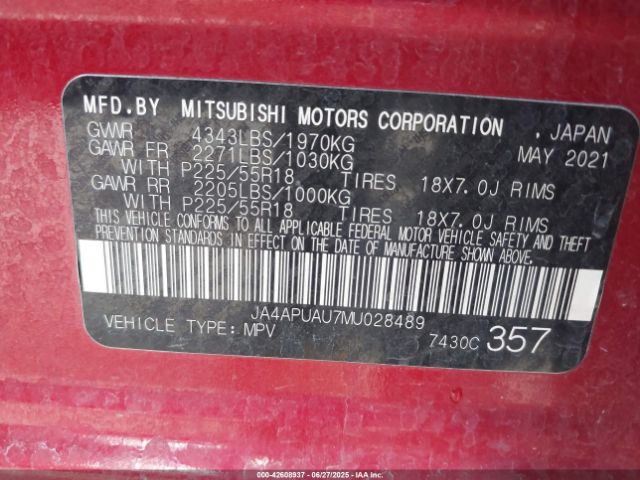 MFD.BY MITSUBISHI MOTORS CORPORATION , JAPAN
GVWR 4343LBS/1970KG MAY 2021
GAWR FR 2271LBS/1030KG
WITH P225/55R18 TIRES 18X7.0J RIMS
GAWR RR 2205LBS/1000KG
WITH P225/55R18 TIRES 18X7.0J RIMS
THIS VEHICLE CONFORMS TO ALL APPLICABLE FEDERAL MOTOR VEHICLE SAFETY AND THEFT
PREVENTION STANDARDS IN EFFECT ON THE DATE OF MANUFACTURE SHOWN ABOVE.
JA4APUAU7MU028489
VEHICLE TYPE: MPV 7430C 357
000-42608937 - 06/27/2025 - IAAI.COM